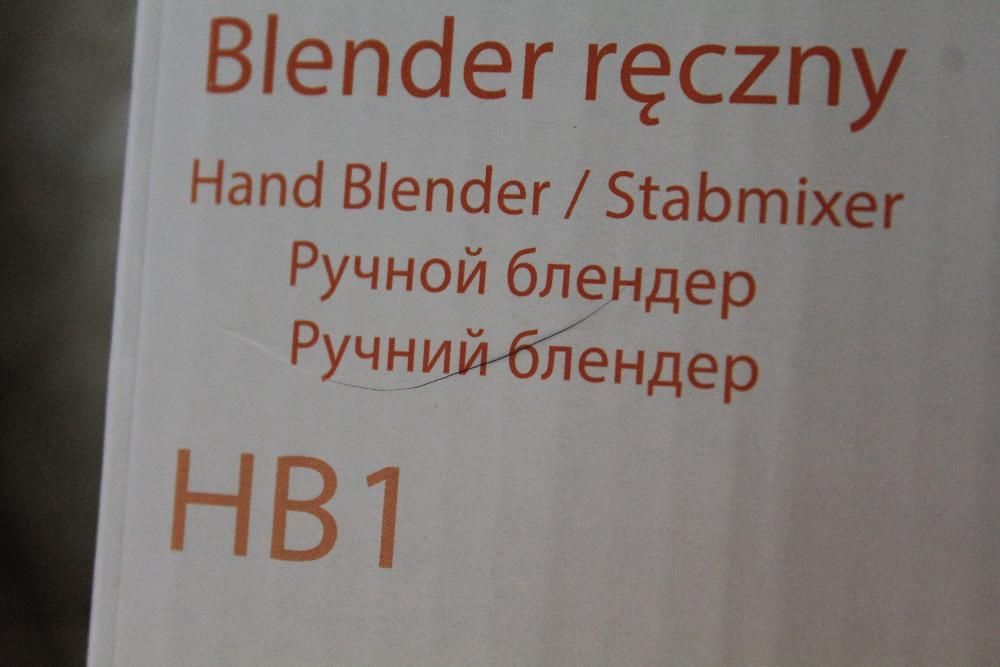 Blender ręczny
Hand Blender / Stabmixer
Ручной блендер
Ручний блендер
HB1